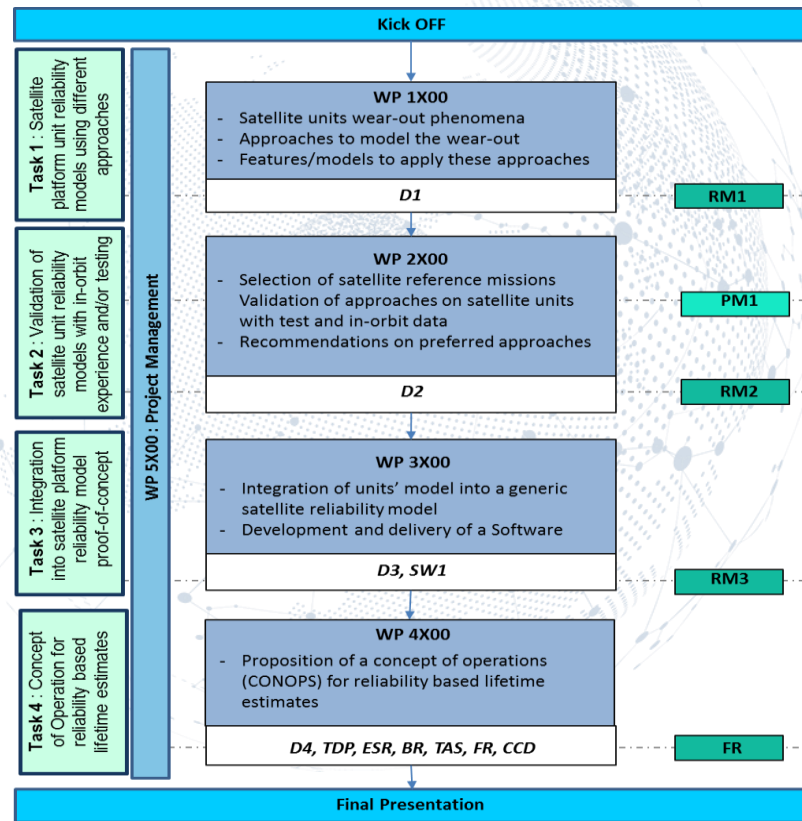 Kick OFF
Task 1 : Satellite
platform unit reliability
models using different
approaches
WP 5X00 : Project Management
WP 1X00
- Satellite units wear-out phenomena
- Approaches to model the wear-out
- Features/models to apply these approaches
D1
RM1
Task 2 : Validation of
satellite unit reliability
models with in-orbit
experience and/or testing
WP 2X00
- Selection of satellite reference missions
Validation of approaches on satellite units
with test and in-orbit data
- Recommendations on preferred approaches
PM1
D2
RM2
Task 3 : Integration
into satellite platform
reliability model
proof-of-concept
WP 3X00
- Integration of units’ model into a generic
satellite reliability model
- Development and delivery of a Software
D3, SW1
RM3
Task 4 : Concept
of Operation for
reliability based
lifetime estimates
WP 4X00
- Proposition of a concept of operations
(CONOPS) for reliability based lifetime
estimates
D4, TDP, ESR, BR, TAS, FR, CCD
FR
Final Presentation